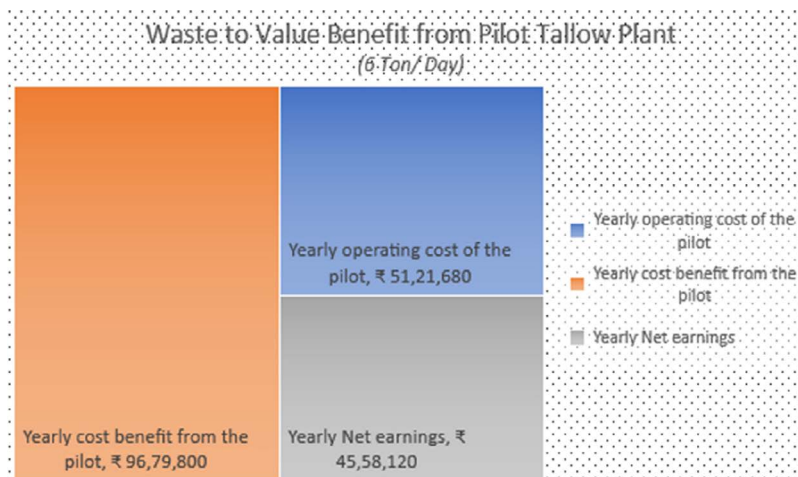 Waste to Value Benefit from Pilot Tallow Plant
(6 Ton/ Day)
Yearly operating cost of the
pilot, ₹ 51,21,680
Yearly cost benefit from the
pilot, ₹ 96,79,800
Yearly Net earnings, ₹
45,58,120
Yearly operating cost of the
pilot
Yearly cost benefit from the
pilot
Yearly Net earnings